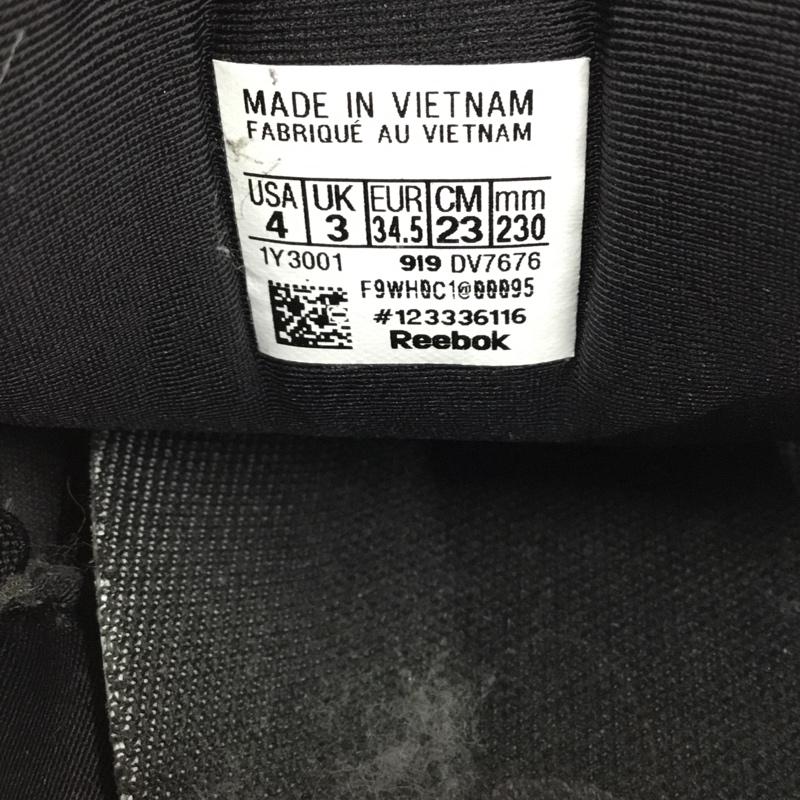 MADE IN VIETNAM
FABRIQUÉ AU VIETNAM
USA UK EUR CM mm
4 3 34.5 23 230
1Y3001 919 DV7676
F9WH0C1@00095
#123336116
Reebok